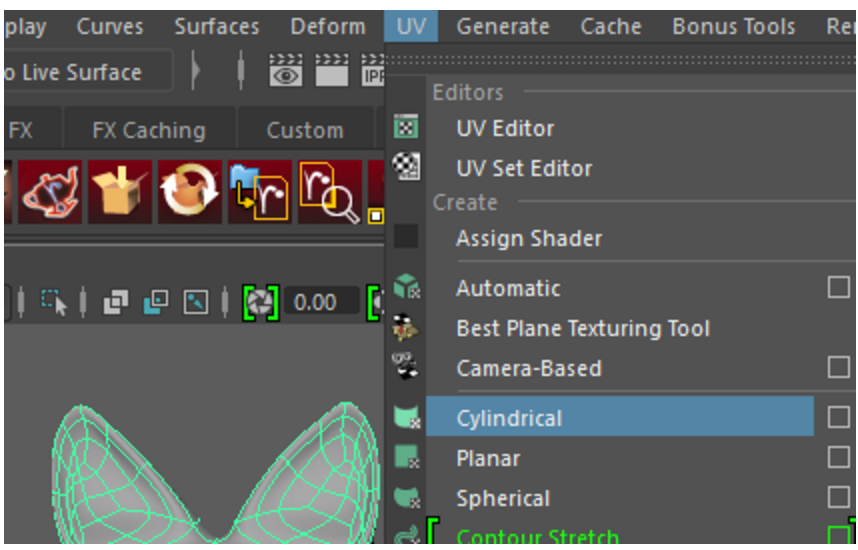 play Curves Surfaces Deform UV Generate Cache Bonus Tools Rer
o Live Surface
IPR
Editors
FX FX Caching Custom
UV Editor
UV Set Editor
Create
Assign Shader
Automatic
0.00
Best Plane Texturing Tool
Camera-Based
Cylindrical
Planar
Spherical
Contour Stretch